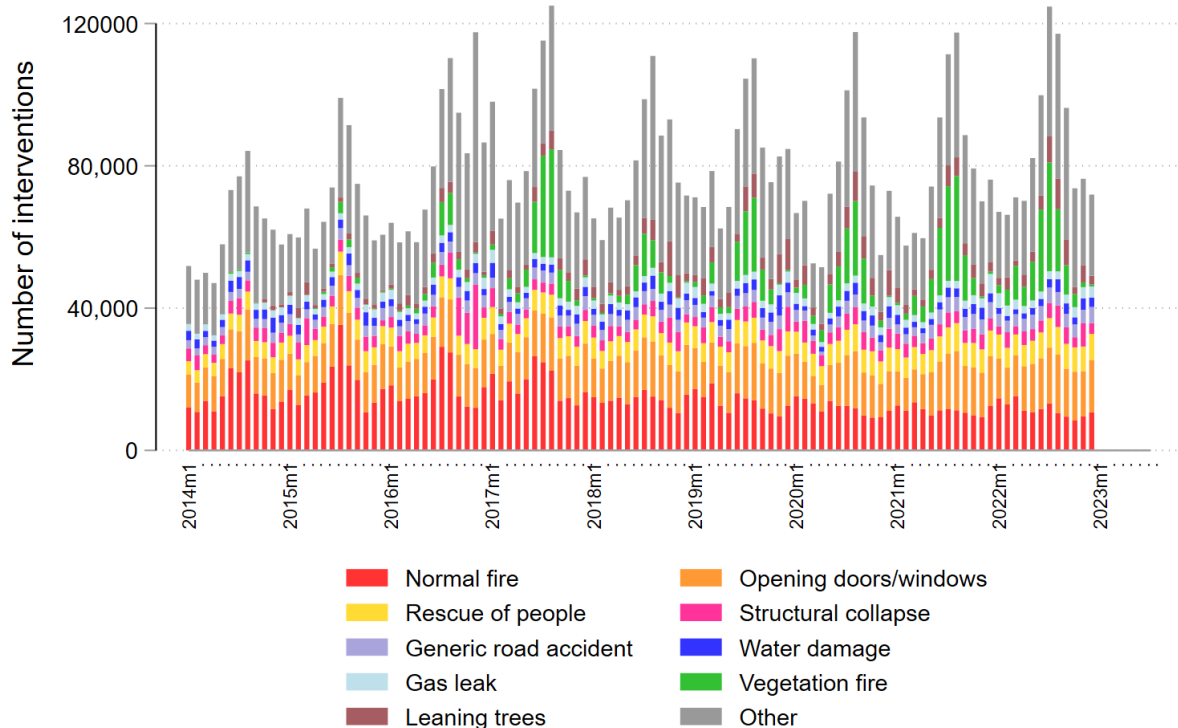 Number of interventions
120000
80,000
40,000
0
2014m1
2015m1
2016m1
2017m1
2018m1
2019m1
2020m1
2021m1
2022m1
2023m1
Normal fire
Opening doors/windows
Rescue of people
Structural collapse
Generic road accident
Water damage
Gas leak
Vegetation fire
Leaning trees
Other